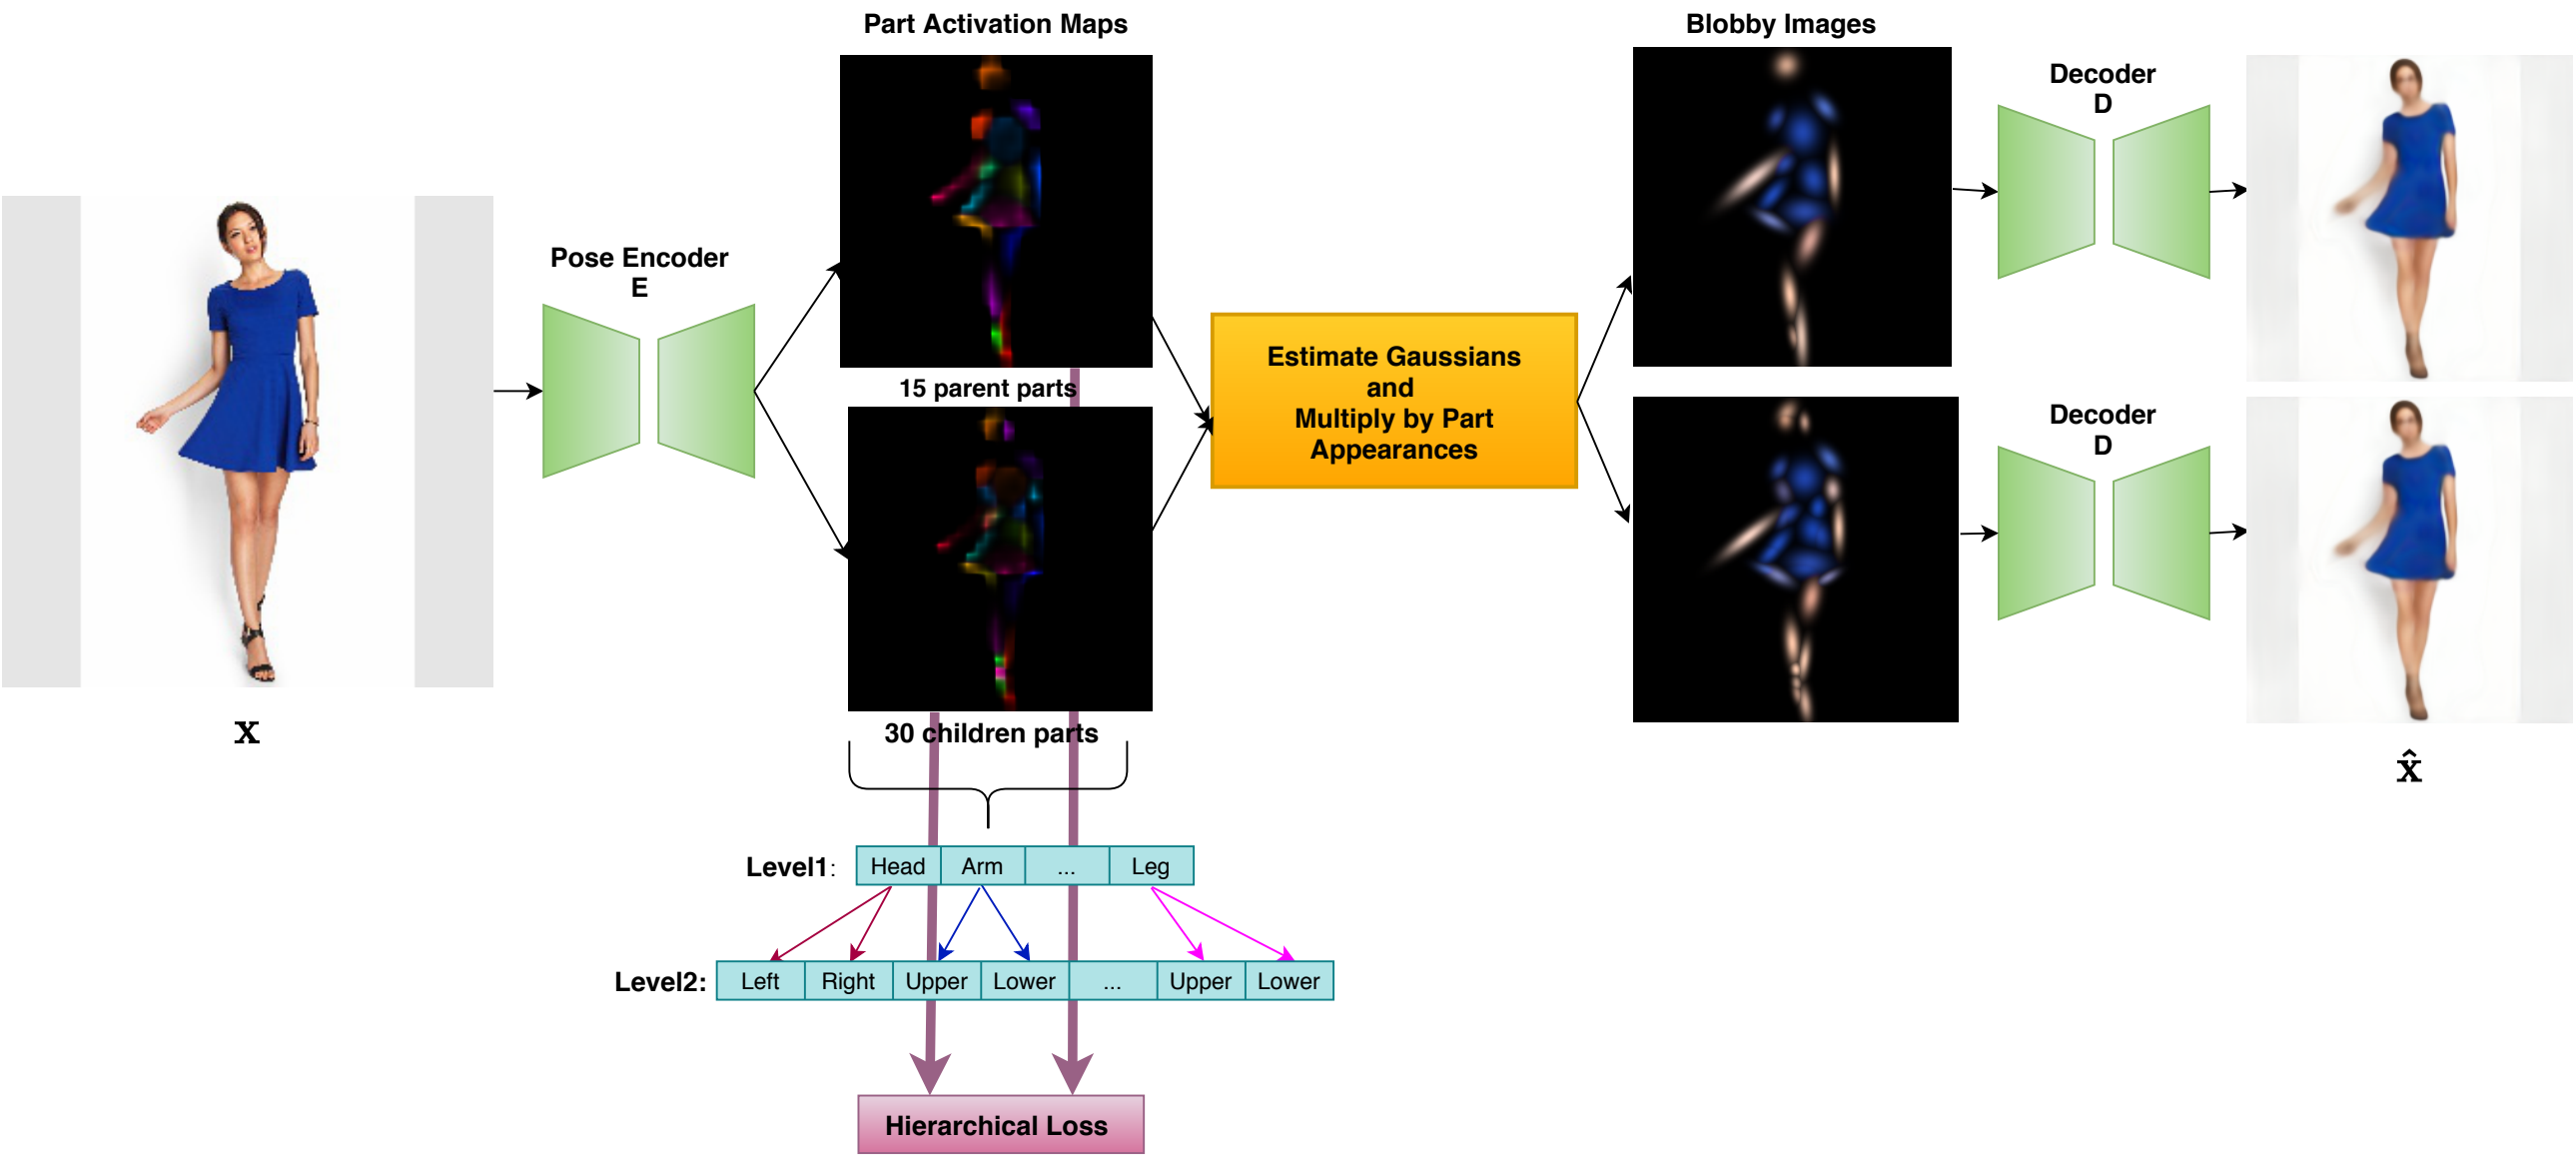 Part Activation Maps
Blobby Images
Decoder
D
Pose Encoder
E
15 parent parts
Estimate Gaussians
and
Multiply by Part
Appearances
Decoder
D
x
30 children parts
x̂
Level1: Head Arm ... Leg
Level2: Left Right Upper Lower ... Upper Lower
Hierarchical Loss